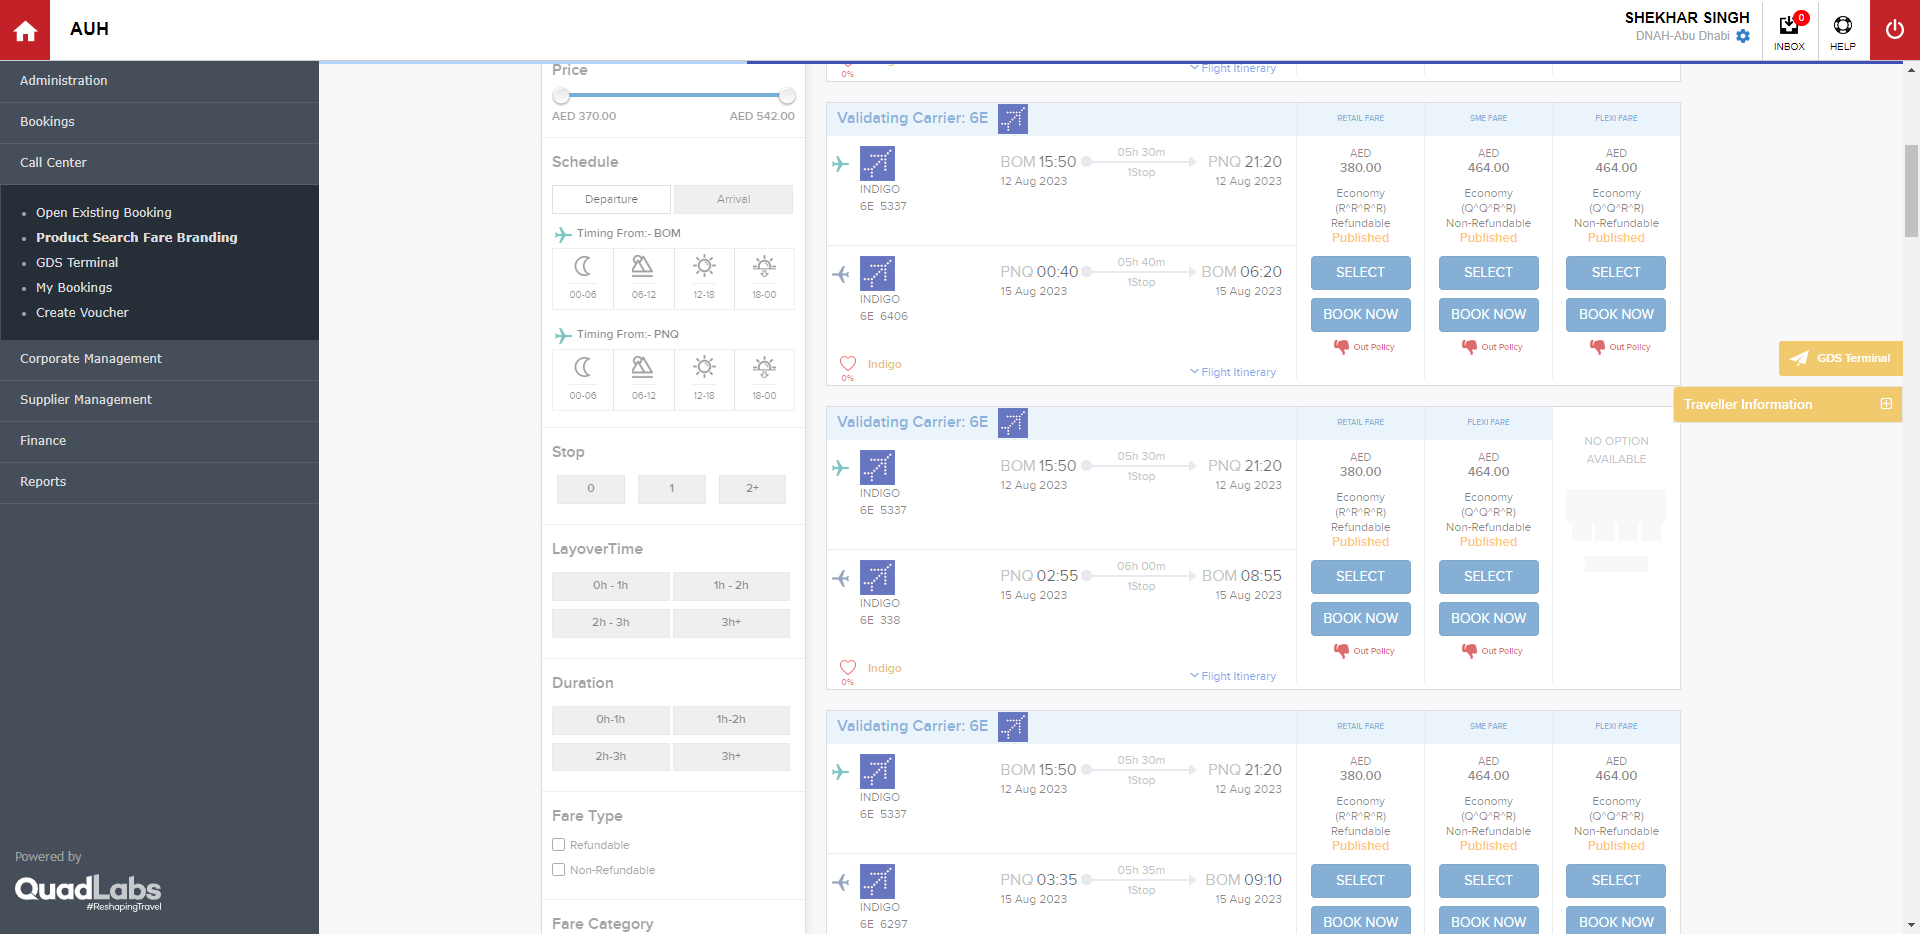 AUH
SHEKHAR SINGH
DNAH-Abu Dhabi
0
INBOX
HELP
Administration
Bookings
Call Center
Open Existing Booking
Product Search Fare Branding
GDS Terminal
My Bookings
Create Voucher
Corporate Management
Supplier Management
Finance
Reports
Powered by
QuadLabs
#ReshapingTravel
Price
AED 370.00 AED 542.00
Schedule
Departure Arrival
Timing From:- BOM
00-06 06-12 12-18 18-00
Timing From:- PNQ
00-06 06-12 12-18 18-00
Stop
0 1 2+
LayoverTime
0h - 1h 1h - 2h
2h - 3h 3h+
Duration
0h-1h 1h-2h
2h-3h 3h+
Fare Type
Refundable
Non-Refundable
Fare Category
0% Indigo Flight Itinerary
Validating Carrier: 6E RETAIL FARE SME FARE FLEXI FARE
INDIGO
6E 5337
BOM 15:50 05h 30m PNQ 21:20
1Stop
12 Aug 2023 12 Aug 2023
INDIGO
6E 6406
PNQ 00:40 05h 40m BOM 06:20
1Stop
15 Aug 2023 15 Aug 2023
0% Indigo Flight Itinerary
AED AED AED
380.00 464.00 464.00
Economy Economy Economy
(R^R^R^R) (Q^Q^R^R) (Q^Q^R^R)
Refundable Non-Refundable Non-Refundable
Published Published Published
SELECT SELECT SELECT
BOOK NOW BOOK NOW BOOK NOW
Out Policy Out Policy Out Policy
Validating Carrier: 6E RETAIL FARE FLEXI FARE
INDIGO
6E 5337
BOM 15:50 05h 30m PNQ 21:20
1Stop
12 Aug 2023 12 Aug 2023
INDIGO
6E 338
PNQ 02:55 06h 00m BOM 08:55
1Stop
15 Aug 2023 15 Aug 2023
0% Indigo Flight Itinerary
AED AED
380.00 464.00
Economy Economy
(R^R^R^R) (Q^Q^R^R)
Refundable Non-Refundable
Published Published
SELECT SELECT
BOOK NOW BOOK NOW
Out Policy Out Policy
NO OPTION
AVAILABLE
Validating Carrier: 6E RETAIL FARE SME FARE FLEXI FARE
INDIGO
6E 5337
BOM 15:50 05h 30m PNQ 21:20
1Stop
12 Aug 2023 12 Aug 2023
INDIGO
6E 6297
PNQ 03:35 05h 35m BOM 09:10
1Stop
15 Aug 2023 15 Aug 2023
AED AED AED
380.00 464.00 464.00
Economy Economy Economy
(R^R^R^R) (Q^Q^R^R) (Q^Q^R^R)
Refundable Non-Refundable Non-Refundable
Published Published Published
SELECT SELECT SELECT
BOOK NOW BOOK NOW BOOK NOW
GDS Terminal
Traveller Information